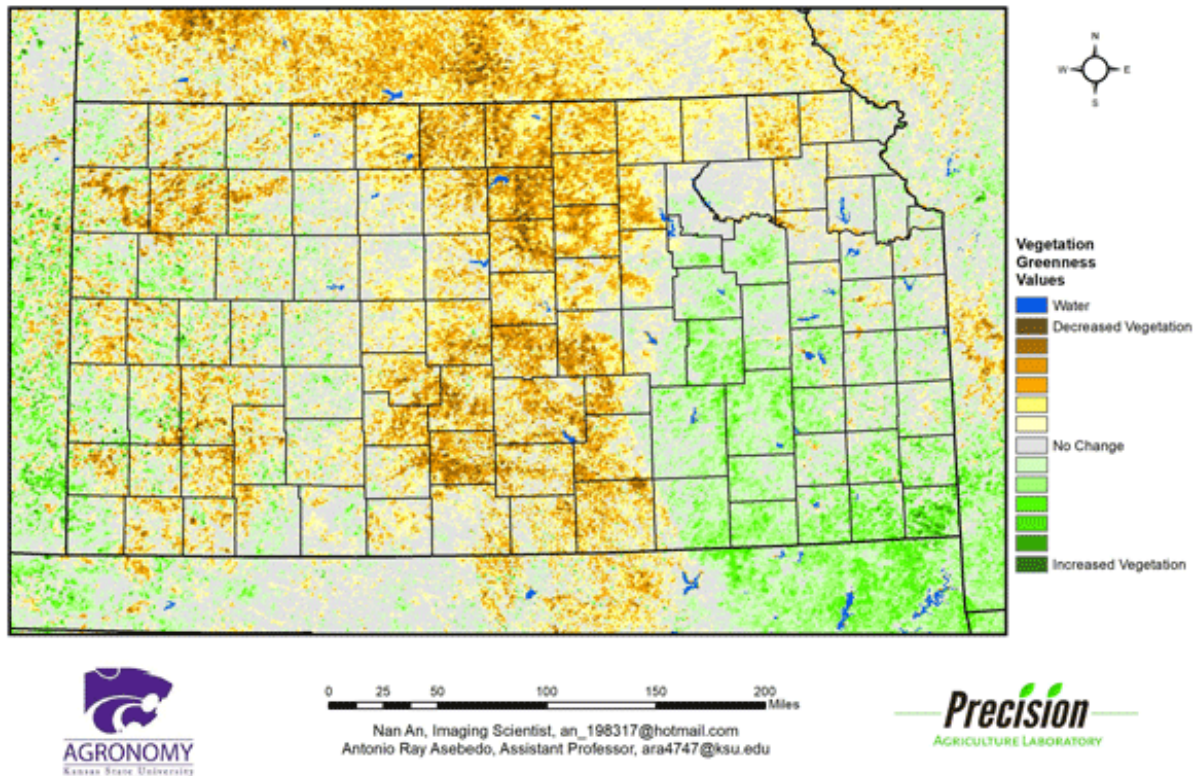 N
W E
S
Vegetation
Greenness
Values
Water
Decreased Vegetation
No Change
Increased Vegetation
0 25 50 100 150 200
Miles
Nan An, Imaging Scientist, an_198317@hotmail.com
Antonio Ray Asebedo, Assistant Professor, ara4747@ksu.edu
AGRONOMY
Kansas State University
Precision
AGRICULTURE LABORATORY